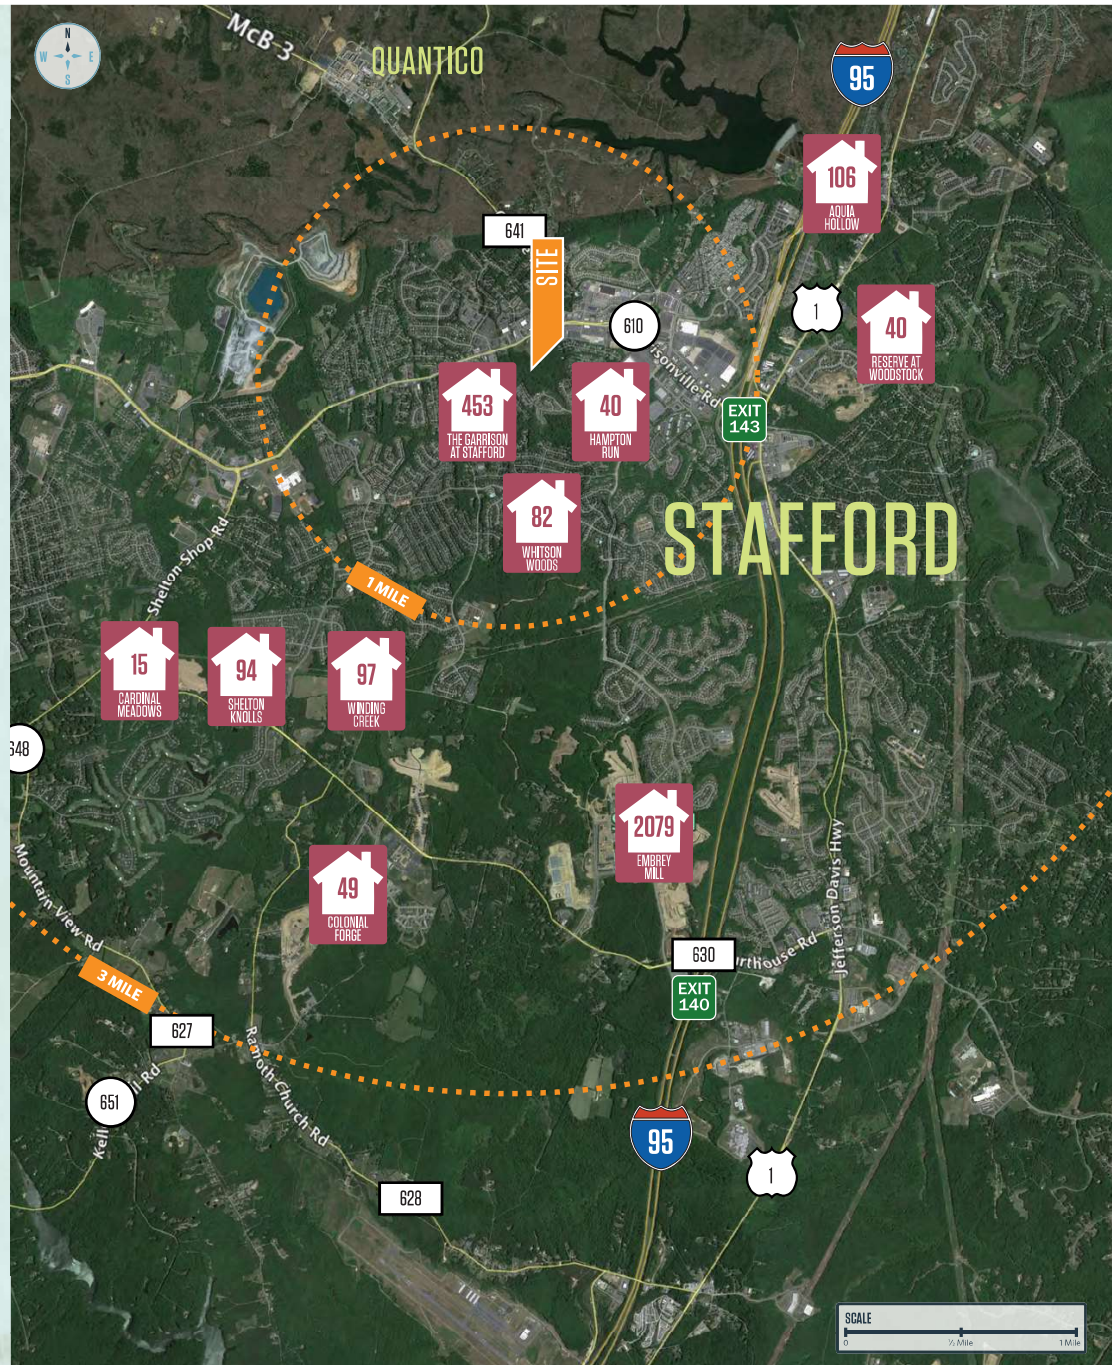 N
W E
S
McB-3
QUANTICO
95
106
AQUIA
HOLLOW
641
SITE
610
1
40
RESERVE AT
WOODSTOCK
453
THE GARRISON
AT STAFFORD
40
HAMPTON
RUN
EXIT
143
82
WHITSON
WOODS
STAFFORD
Shelton Shop Rd
1 MILE
15
CARDINAL
MEADOWS
94
SHELTON
KNOLLS
97
WINDING
CREEK
648
2079
EMBREY
MILL
49
COLONIAL
FORGE
Mountain View Rd
Jefferson Davis Hwy
630
Rd
EXIT
140
3 MILE
627
651
Rd
Ramoth Church Rd
95
1
628
SCALE
0 ½ Mile 1 Mile